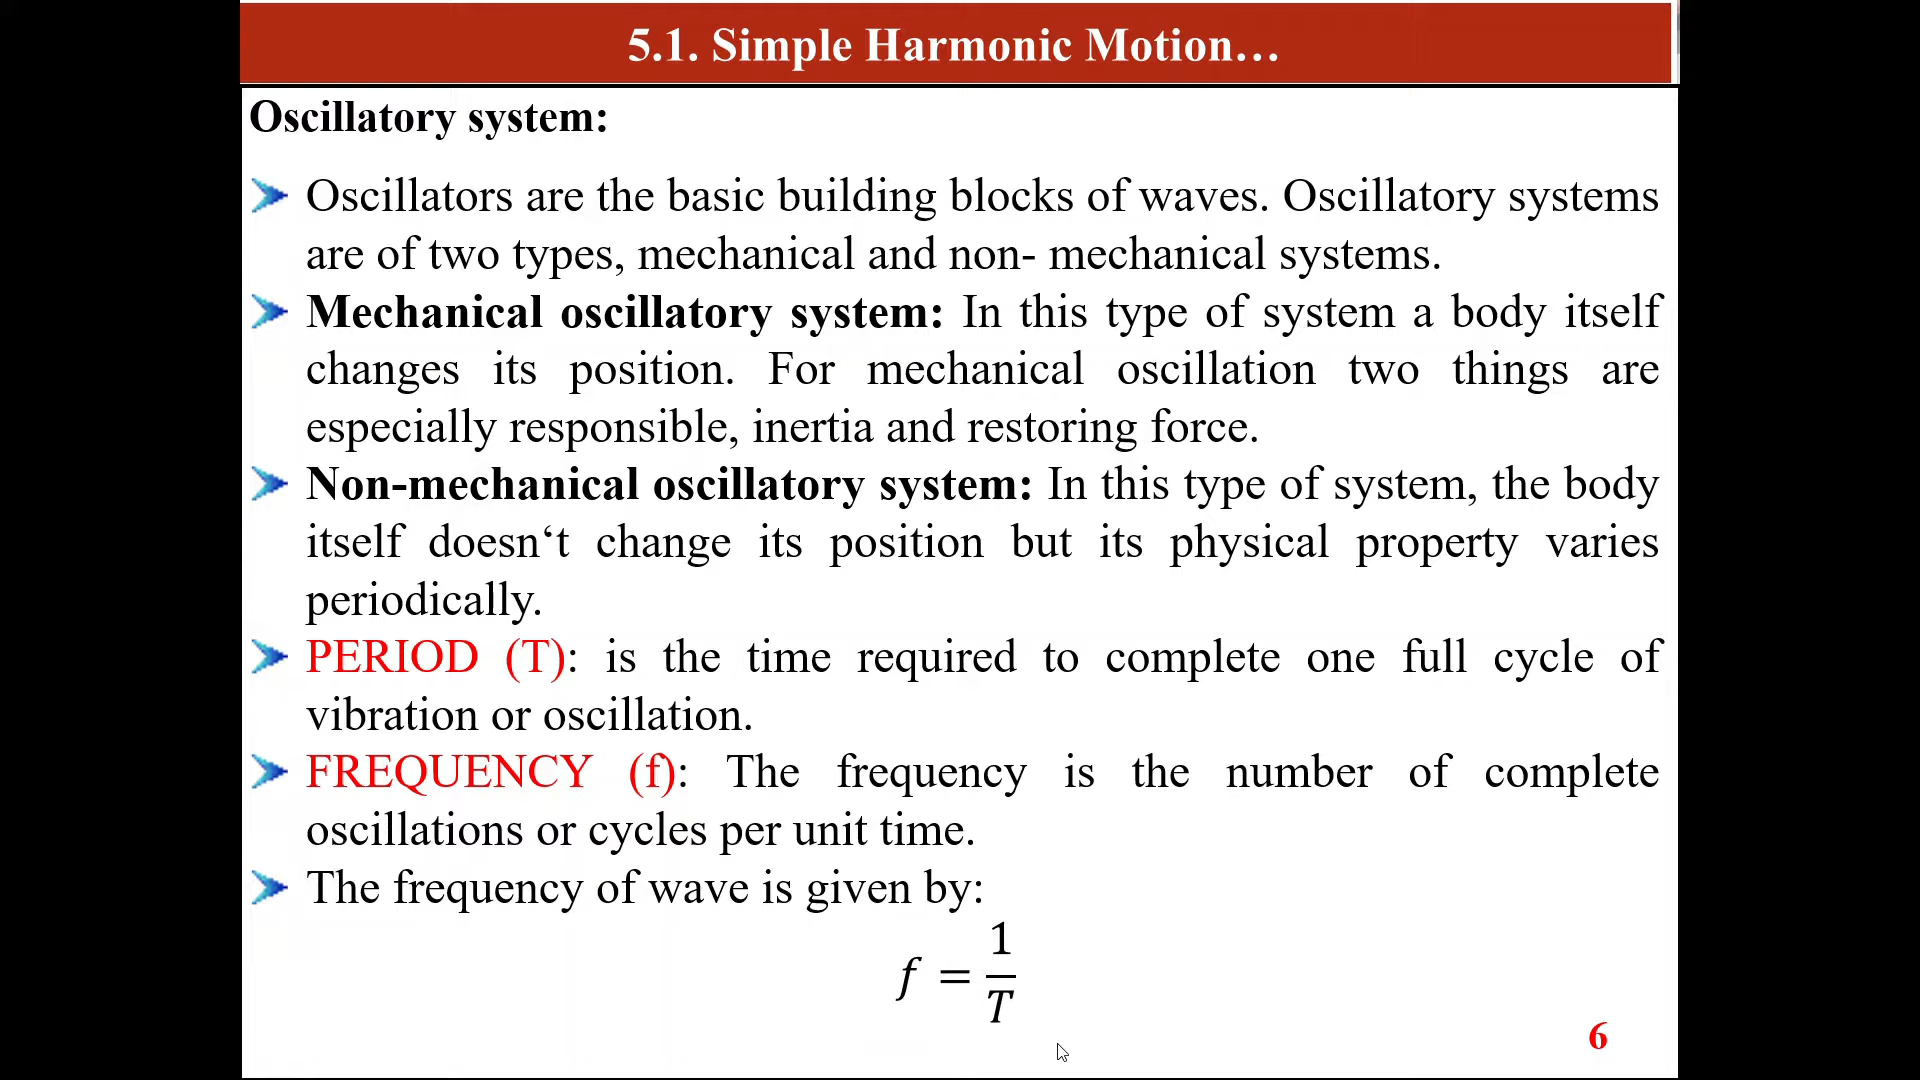 5.1. Simple Harmonic Motion…
Oscillatory system:
Oscillators are the basic building blocks of waves. Oscillatory systems
are of two types, mechanical and non- mechanical systems.
Mechanical oscillatory system: In this type of system a body itself
changes its position. For mechanical oscillation two things are
especially responsible, inertia and restoring force.
Non-mechanical oscillatory system: In this type of system, the body
itself doesn‘t change its position but its physical property varies
periodically.
PERIOD (T): is the time required to complete one full cycle of
vibration or oscillation.
FREQUENCY (f): The frequency is the number of complete
oscillations or cycles per unit time.
The frequency of wave is given by:
f = 1/T
6